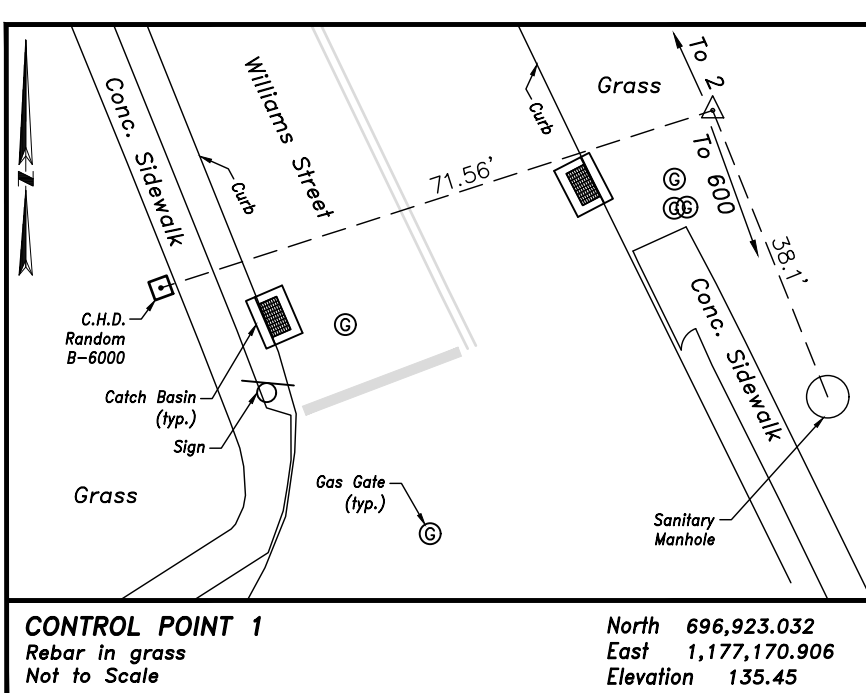 To 2
Grass
Williams Street
Conc. Sidewalk
Curb
Curb
71.56'
To 600
G
G
G
38.1'
N
C.H.D.
Random
B-6000
G
Conc. Sidewalk
Catch Basin
(typ.)
Sign
Grass
Gas Gate
(typ.)
G
Sanitary
Manhole
CONTROL POINT 1
Rebar in grass
Not to Scale
North 696,923.032
East 1,177,170.906
Elevation 135.45